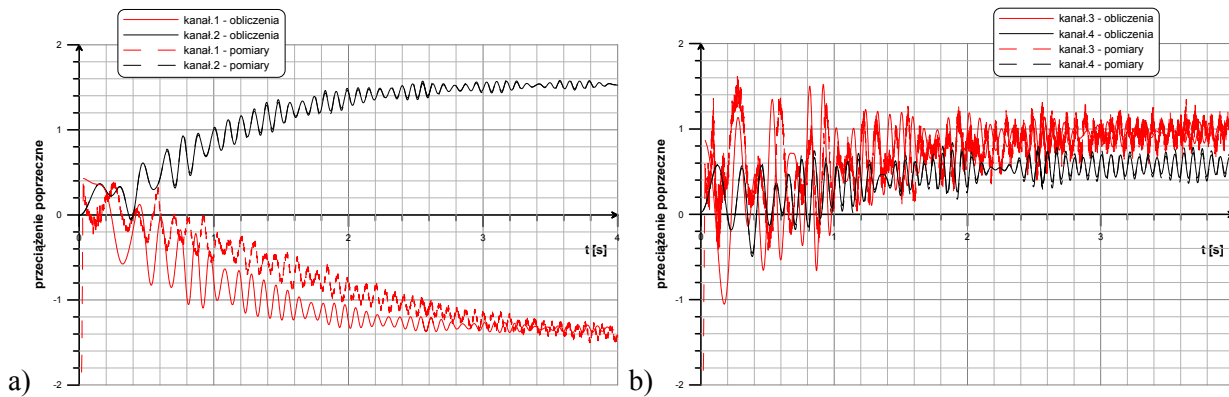 kanał.1 - obliczenia
kanał.2 - obliczenia
kanał.1 - pomiary
kanał.2 - pomiary
przeciążenie poprzeczne
2
1
0
-1
-2
0
1
2
3
4
t [s]
a)
kanał.3 - obliczenia
kanał.4 - obliczenia
kanał.3 - pomiary
kanał.4 - pomiary
przeciążenie poprzeczne
2
1
0
-1
-2
0
1
2
3
t [s]
b)